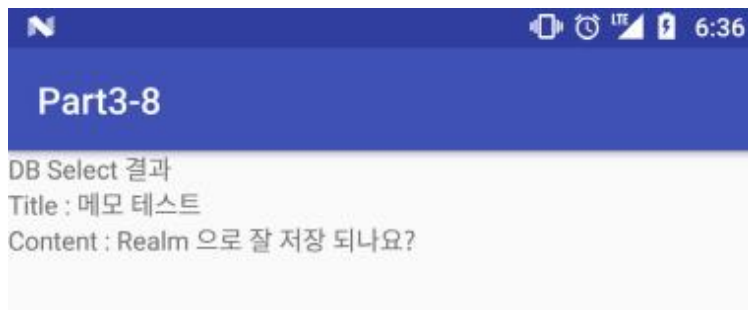 LTE 6:36
Part3-8
DB Select 결과
Title : 메모 테스트
Content : Realm 으로 잘 저장 되나요?